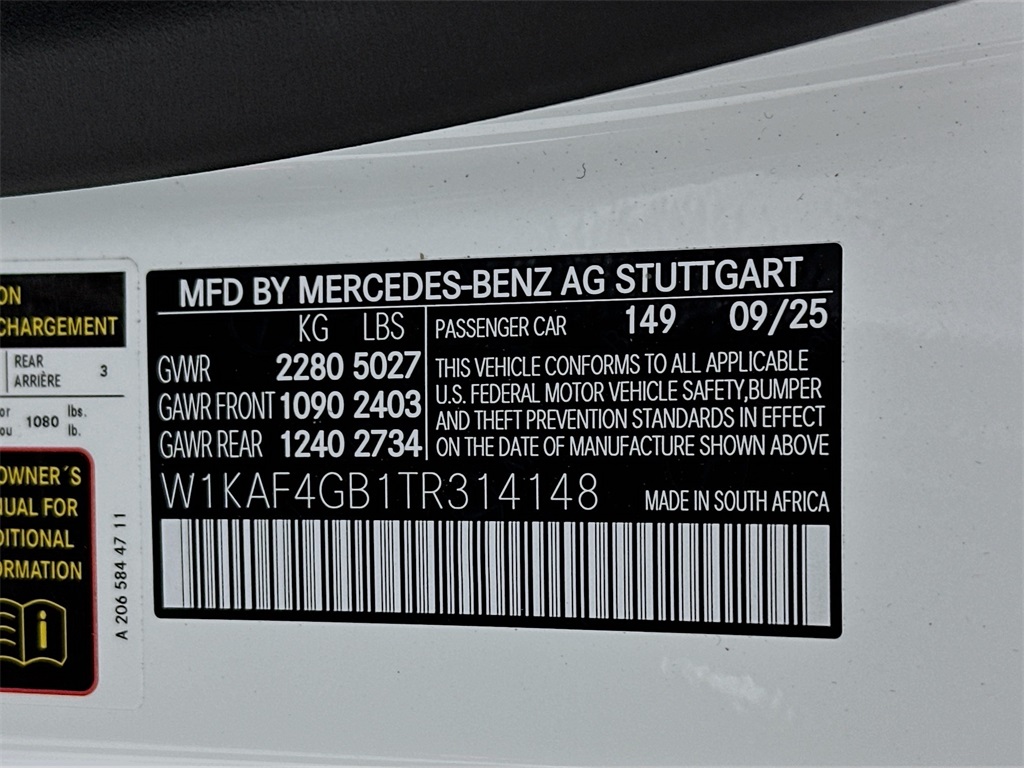 ON
CHARGEMENT
REAR
ARRIÈRE 3
or
ou 1080 lbs.
lb.
OWNER´S
NUAL FOR
DITIONAL
ORMATION
i
A 206 584 47 11
MFD BY MERCEDES-BENZ AG STUTTGART
KG LBS
GVWR 2280 5027
GAWR FRONT 1090 2403
GAWR REAR 1240 2734
PASSENGER CAR 149 09/25
THIS VEHICLE CONFORMS TO ALL APPLICABLE
U.S. FEDERAL MOTOR VEHICLE SAFETY,BUMPER
AND THEFT PREVENTION STANDARDS IN EFFECT
ON THE DATE OF MANUFACTURE SHOWN ABOVE
W1KAF4GB1TR314148 MADE IN SOUTH AFRICA